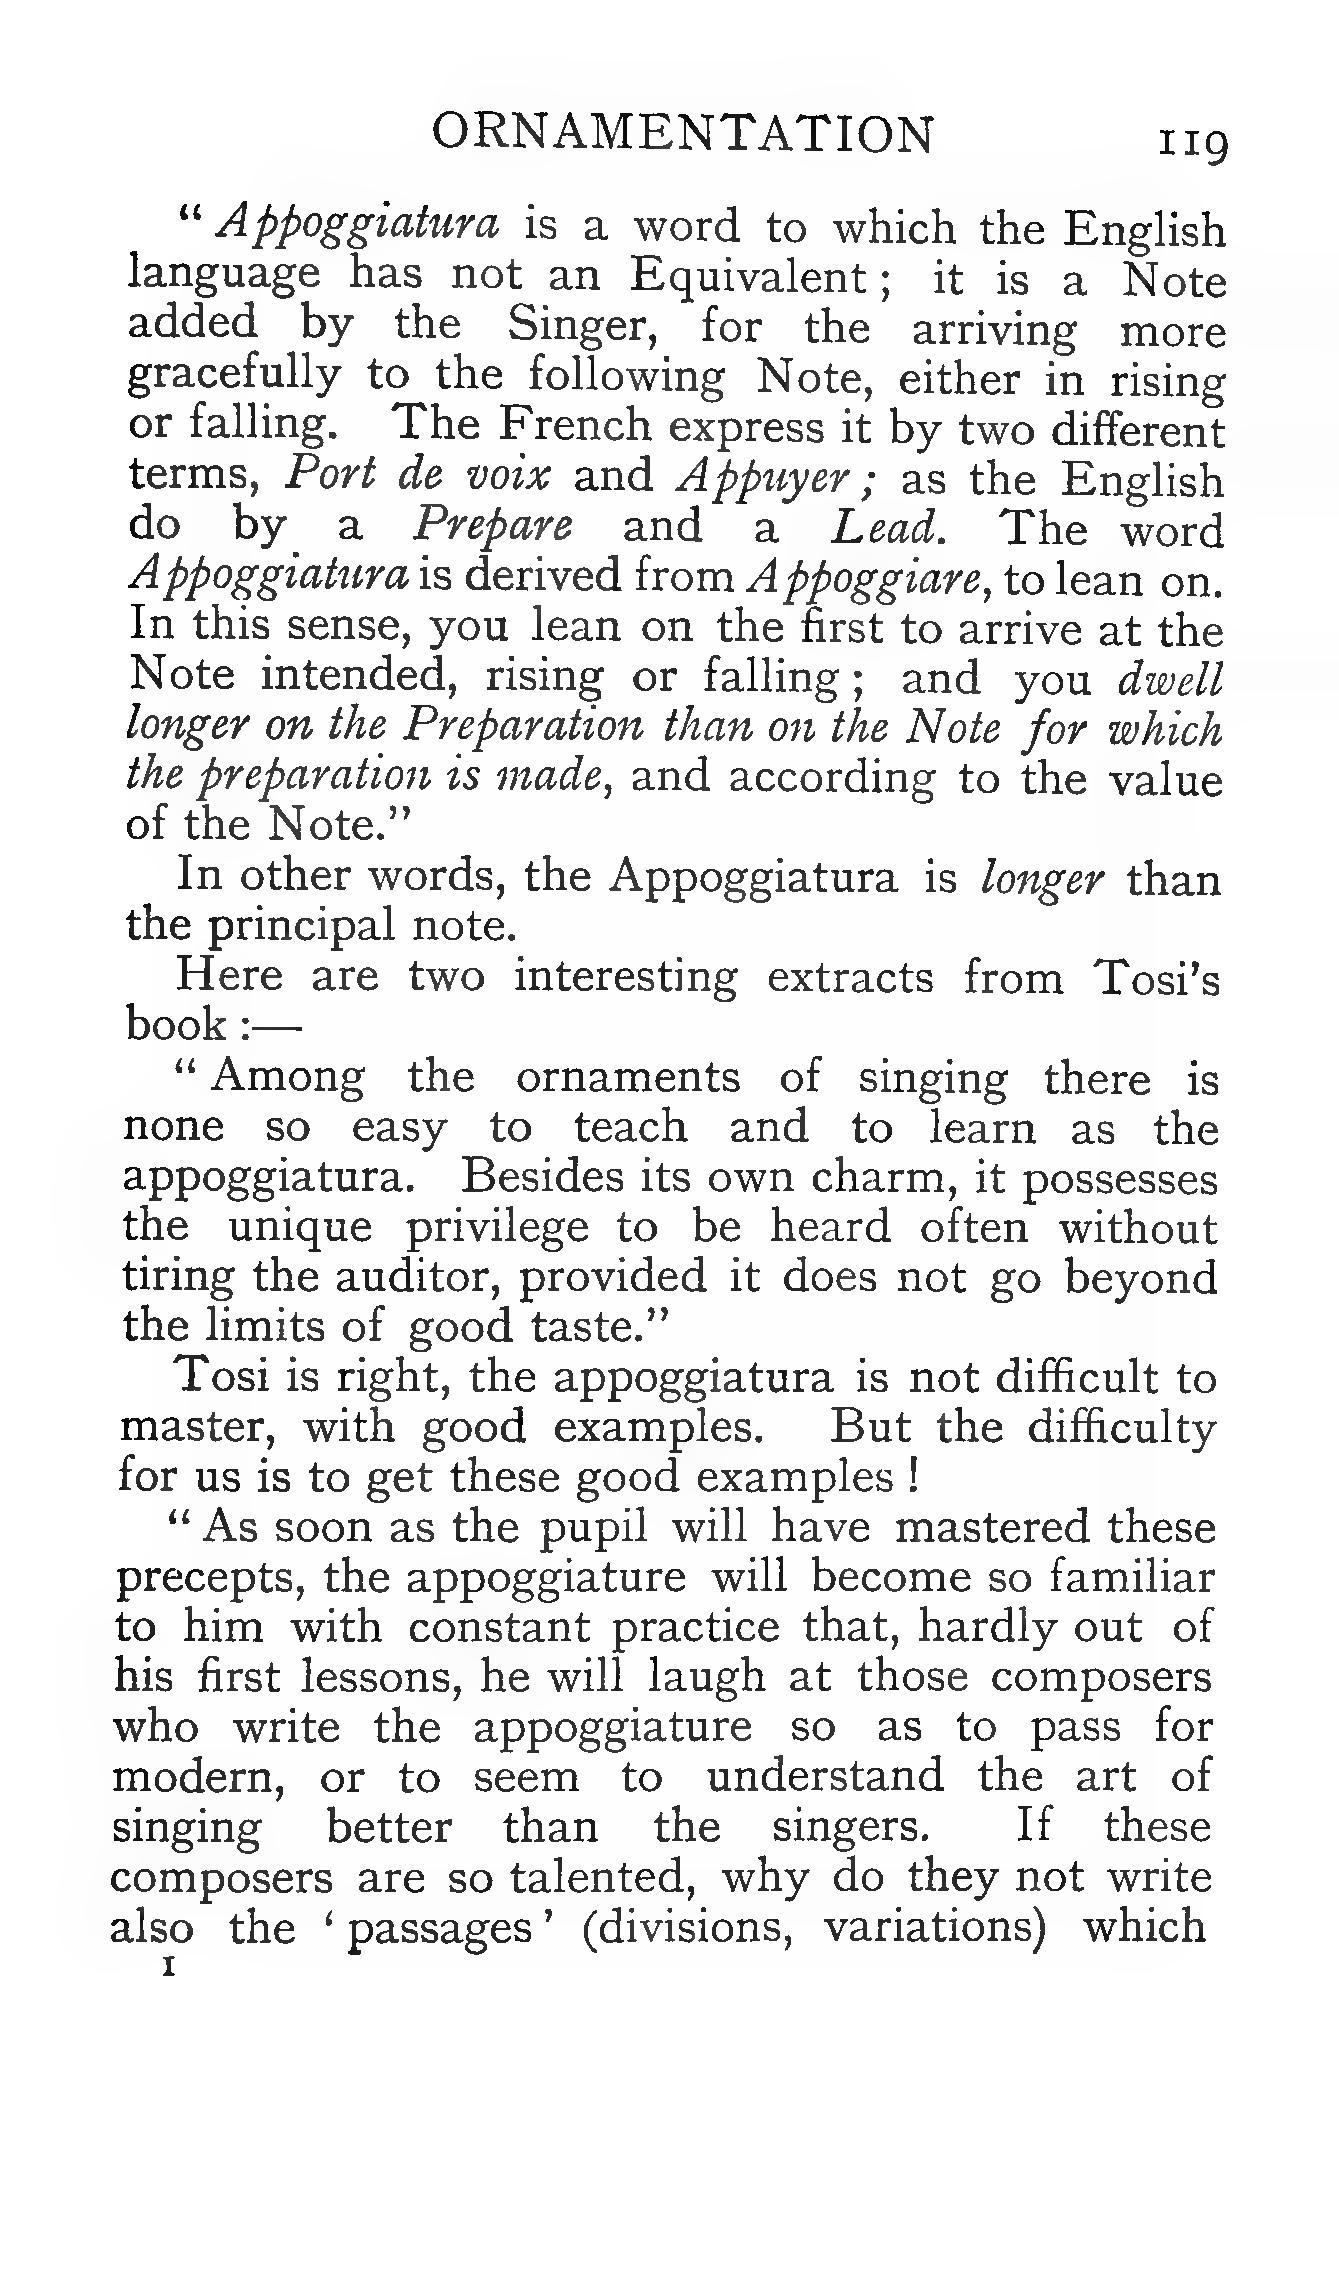 ORNAMENTATION 119
“ Appoggiatura is a word to which the English
language has not an Equivalent ; it is a Note
added by the Singer, for the arriving more
gracefully to the following Note, either in rising
or falling. The French express it by two different
terms, Port de voix and Appuyer ; as the English
do by a Prepare and a Lead. The word
Appoggiatura is derived from Appoggiare, to lean on.
In this sense, you lean on the first to arrive at the
Note intended, rising or falling ; and you dwell
longer on the Preparation than on the Note for which
the preparation is made, and according to the value
of the Note.”
In other words, the Appoggiatura is longer than
the principal note.
Here are two interesting extracts from Tosi’s
book :—
“ Among the ornaments of singing there is
none so easy to teach and to learn as the
appoggiatura. Besides its own charm, it possesses
the unique privilege to be heard often without
tiring the auditor, provided it does not go beyond
the limits of good taste.”
Tosi is right, the appoggiatura is not difficult to
master, with good examples. But the difficulty
for us is to get these good examples !
“ As soon as the pupil will have mastered these
precepts, the appoggiature will become so familiar
to him with constant practice that, hardly out of
his first lessons, he will laugh at those composers
who write the appoggiature so as to pass for
modern, or to seem to understand the art of
singing better than the singers. If these
composers are so talented, why do they not write
also the ‘ passages ’ (divisions, variations) which
I